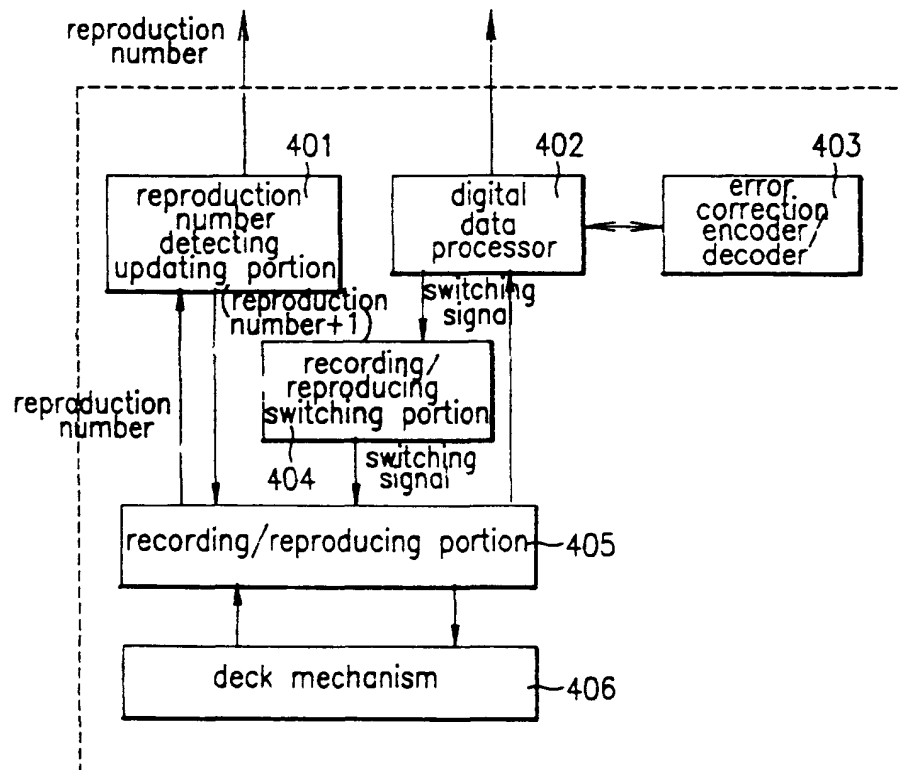 reproduction
number
401
reproduction
number
detecting
updating portion
402
digital
data
processor
403
error
correction
encoder/
decoder
(reproduction
number+1)
switching
signal
recording/
reproducing
switching portion
404
reproduction
number
switching
signal
recording/reproducing portion
405
deck mechanism
406